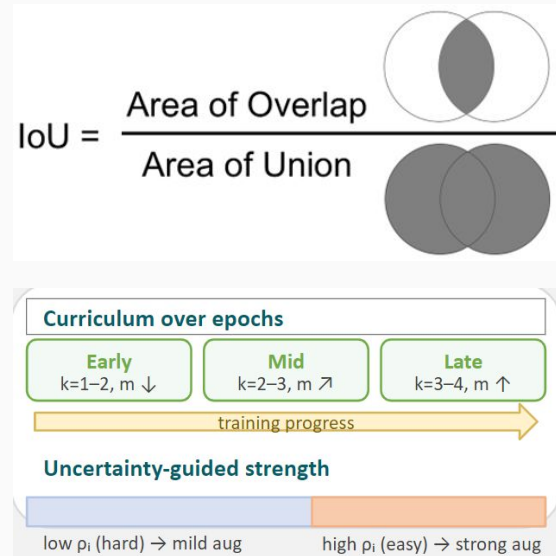 IoU =
Area of Overlap
Area of Union
Curriculum over epochs
Early
k=1–2, m ↓
Mid
k=2–3, m ↗
Late
k=3–4, m ↑
training progress
Uncertainty-guided strength
low ρᵢ (hard) → mild aug
high ρᵢ (easy) → strong aug